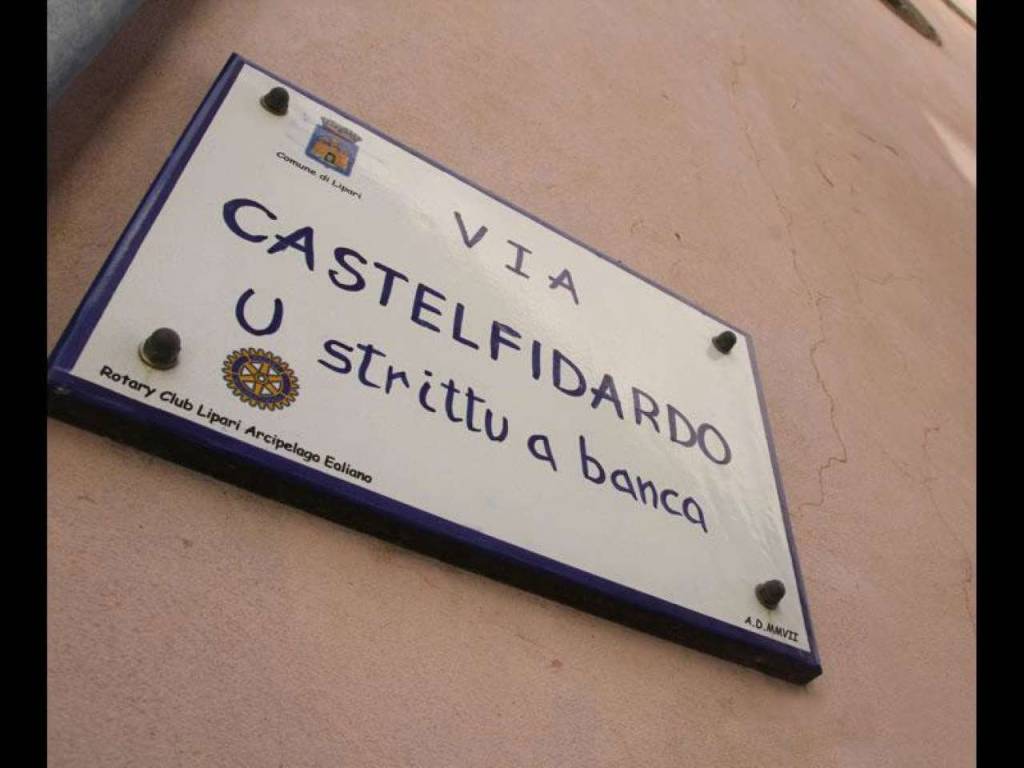 Comune di Lipari
VIA
CASTELFIDARDO
U strittu a banca
Rotary Club Lipari Arcipelago Eoliano
A.D.MMVII